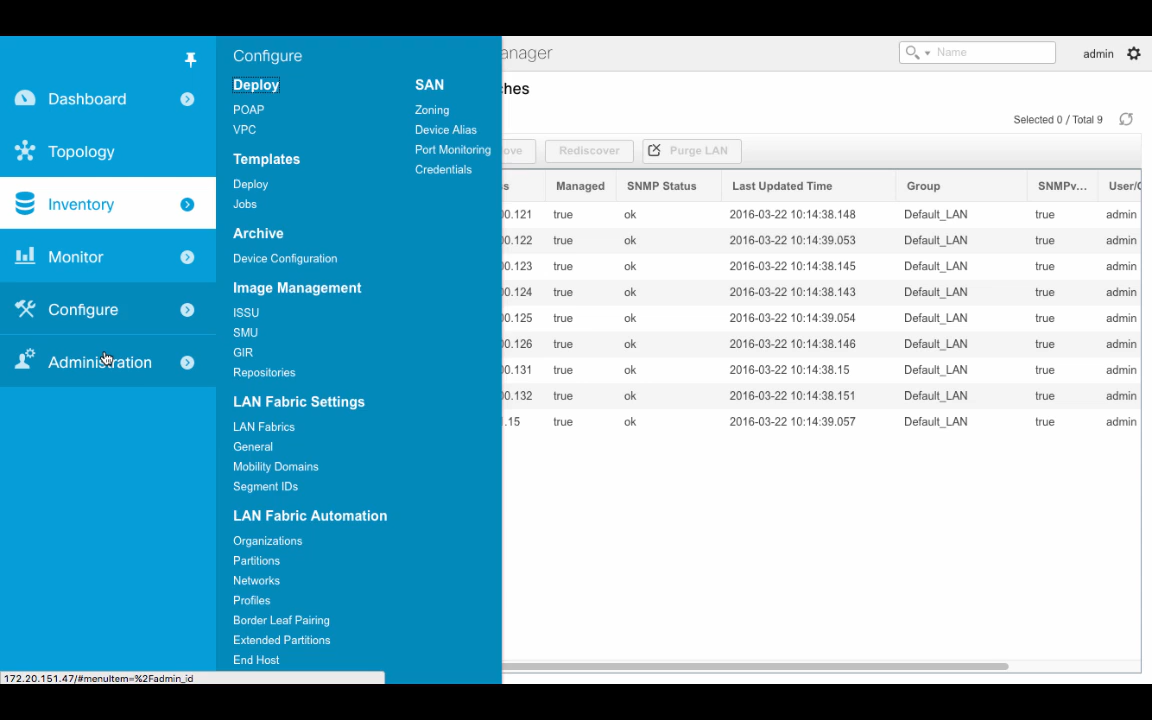 Dashboard
Topology
Inventory
Monitor
Configure
Administration
Configure
Deploy
POAP
VPC
Templates
Deploy
Jobs
Archive
Device Configuration
Image Management
ISSU
SMU
GIR
Repositories
LAN Fabric Settings
LAN Fabrics
General
Mobility Domains
Segment IDs
LAN Fabric Automation
Organizations
Partitions
Networks
Profiles
Border Leaf Pairing
Extended Partitions
End Host
SAN
Zoning
Device Alias
Port Monitoring
Credentials
anager
Name
admin
ches
Selected 0 / Total 9
ove Rediscover Purge LAN
s Managed SNMP Status Last Updated Time Group SNMPv... User/
0.121 true ok 2016-03-22 10:14:38.148 Default_LAN true admin
0.122 true ok 2016-03-22 10:14:39.053 Default_LAN true admin
0.123 true ok 2016-03-22 10:14:38.145 Default_LAN true admin
0.124 true ok 2016-03-22 10:14:38.143 Default_LAN true admin
0.125 true ok 2016-03-22 10:14:39.054 Default_LAN true admin
0.126 true ok 2016-03-22 10:14:38.146 Default_LAN true admin
0.131 true ok 2016-03-22 10:14:38.15 Default_LAN true admin
0.132 true ok 2016-03-22 10:14:38.151 Default_LAN true admin
.15 true ok 2016-03-22 10:14:39.057 Default_LAN true admin
172.20.151.47/#menuItem=%2Fadmin_id